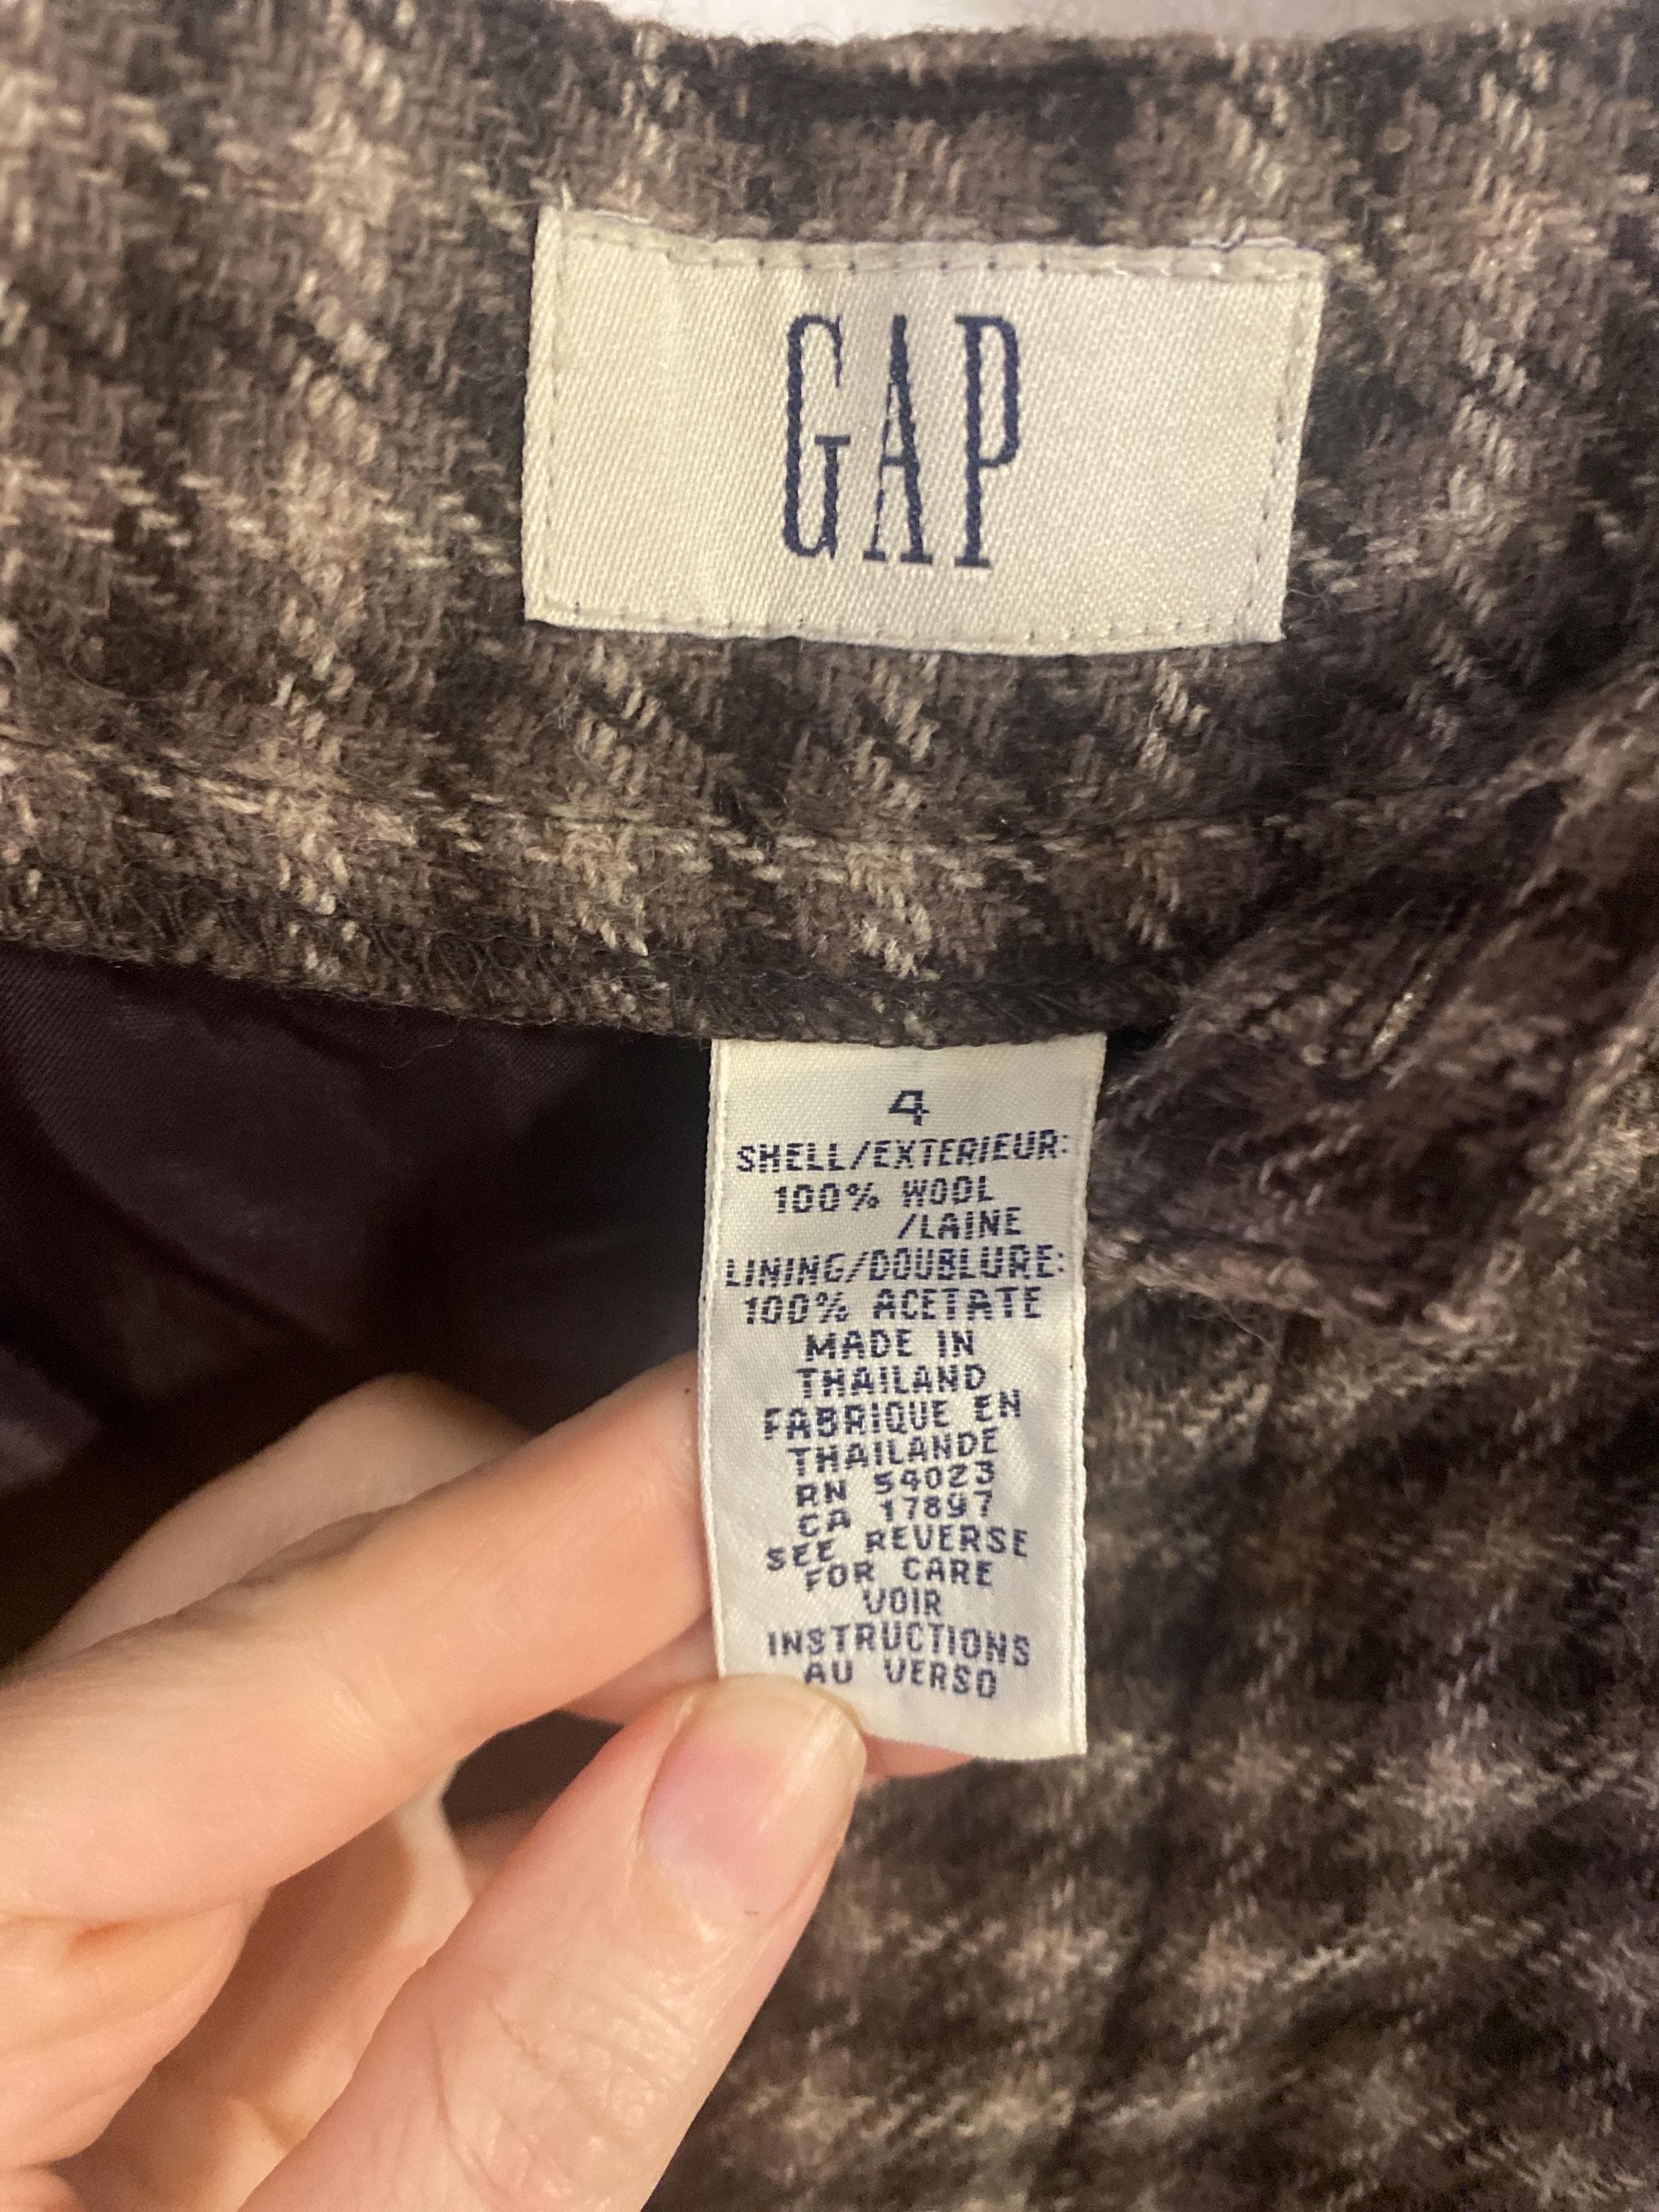 GAP
4
SHELL/EXTERIEUR:
100% WOOL
/LAINE
LINING/DOUBLURE:
100% ACETATE
MADE IN
THAILAND
FABRIQUE EN
THAILANDE
RN 54023
CA 17897
SEE REVERSE
FOR CARE
VOIR
INSTRUCTIONS
AU VERSO